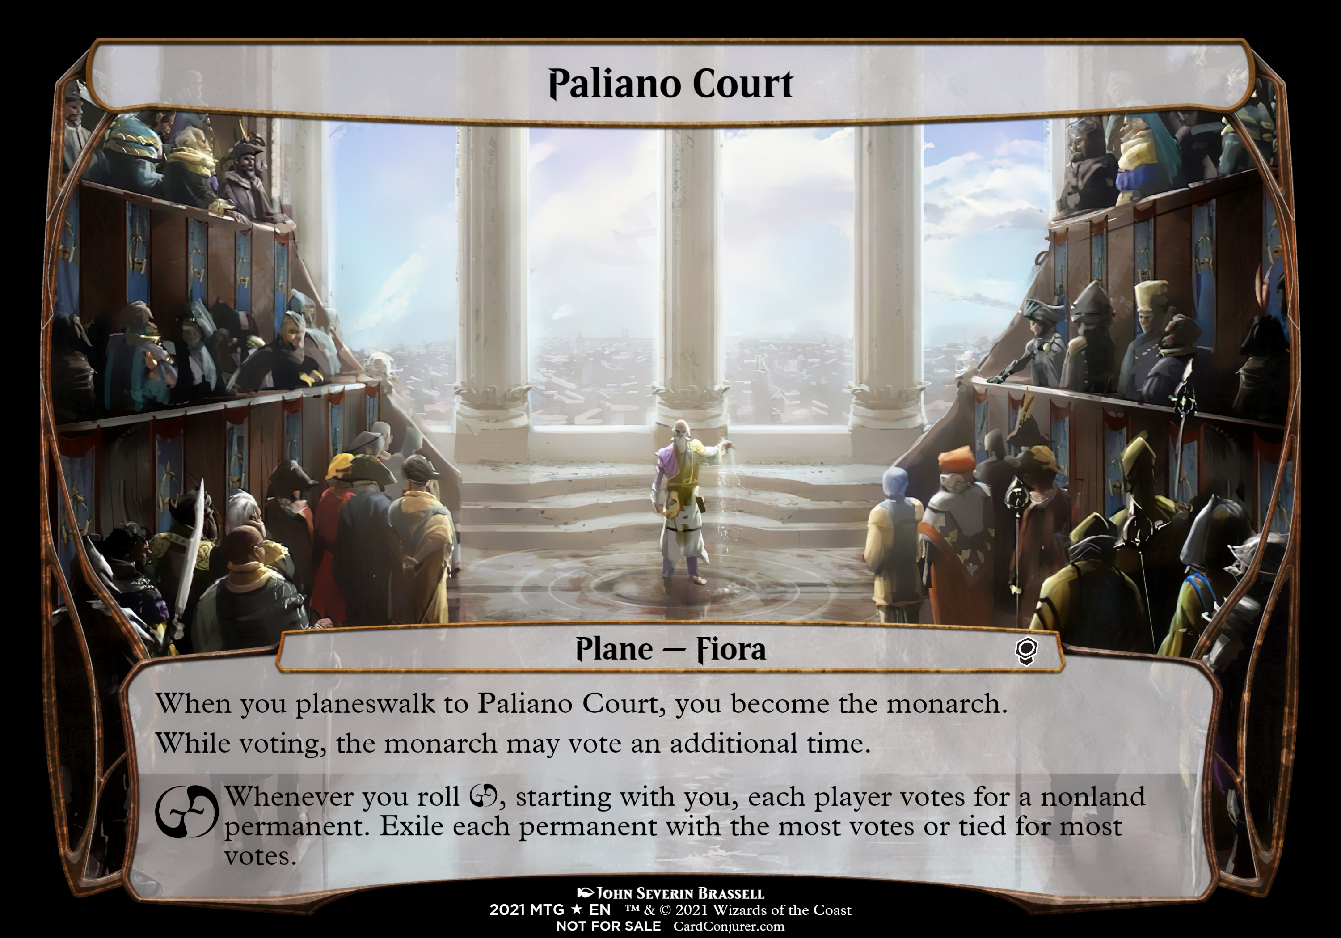 Paliano Court
Plane — Fiora
When you planeswalk to Paliano Court, you become the monarch.
While voting, the monarch may vote an additional time.
Whenever you roll , starting with you, each player votes for a nonland
permanent. Exile each permanent with the most votes or tied for most
votes.
John Severin Brassell
2021 MTG ★ EN ™ & © 2021 Wizards of the Coast
NOT FOR SALE CardConjurer.com